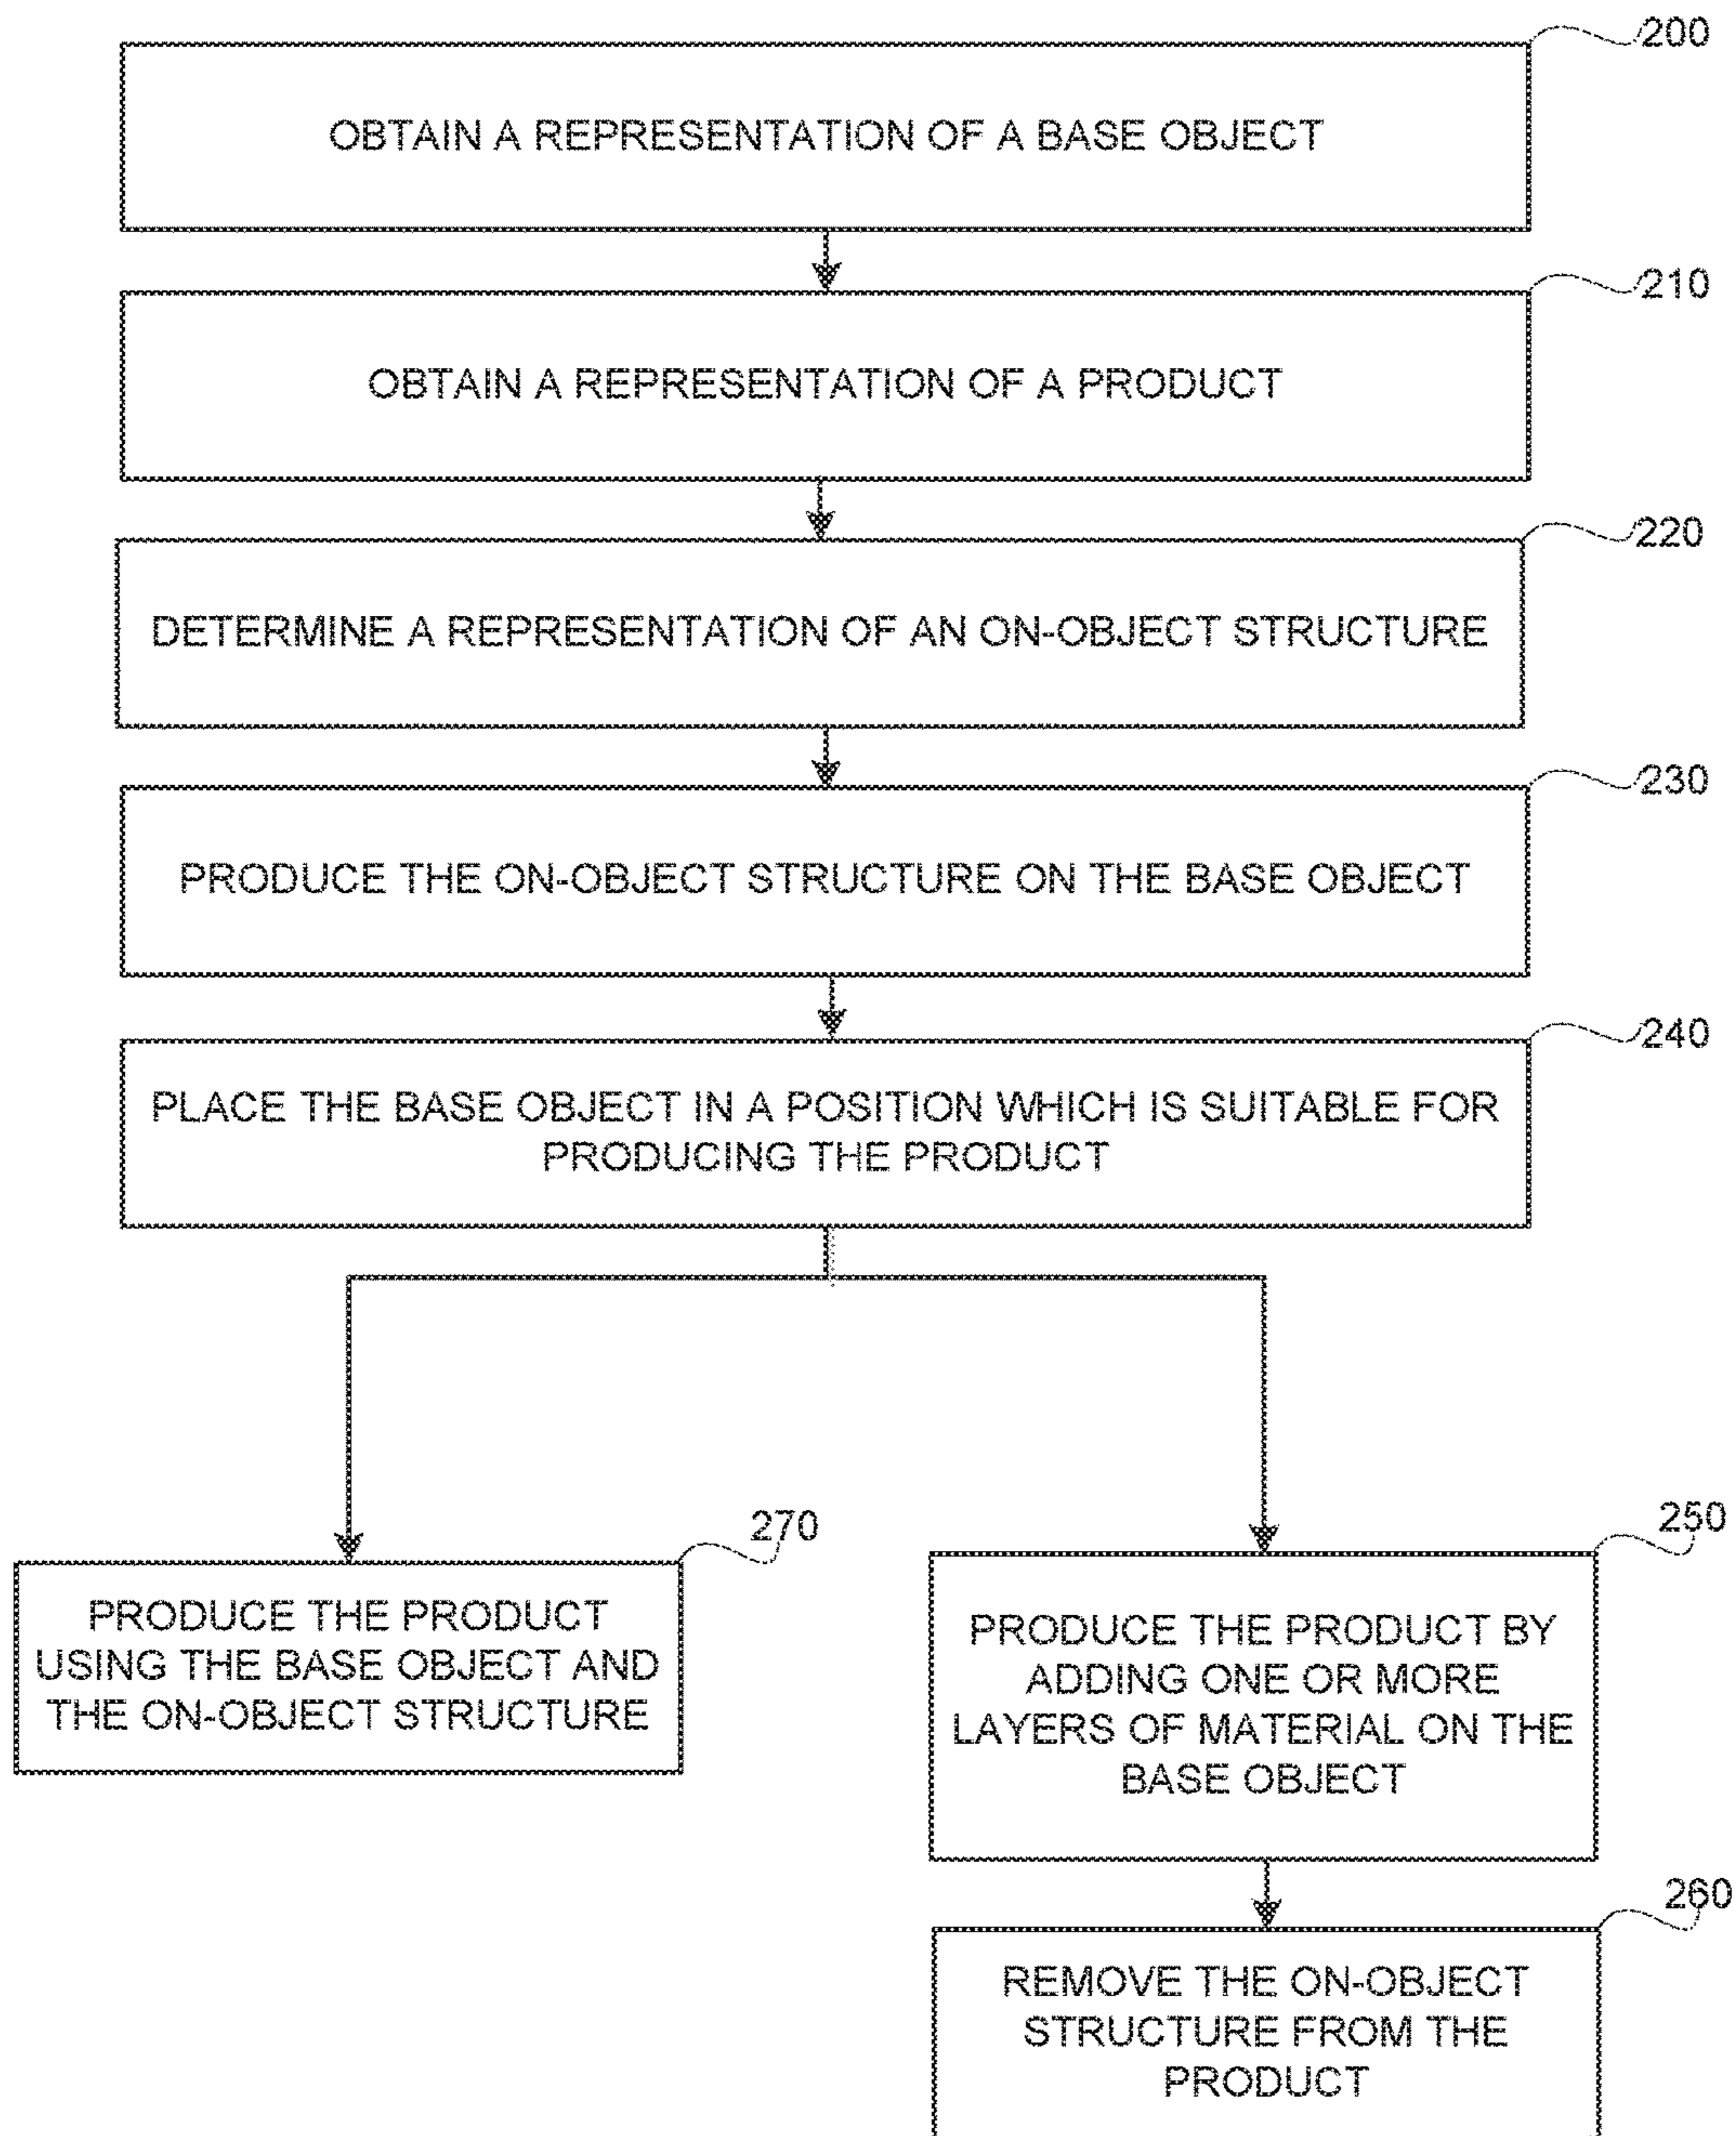 200
OBTAIN A REPRESENTATION OF A BASE OBJECT
210
OBTAIN A REPRESENTATION OF A PRODUCT
220
DETERMINE A REPRESENTATION OF AN ON-OBJECT STRUCTURE
230
PRODUCE THE ON-OBJECT STRUCTURE ON THE BASE OBJECT
240
PLACE THE BASE OBJECT IN A POSITION WHICH IS SUITABLE FOR
PRODUCING THE PRODUCT
270
PRODUCE THE PRODUCT
USING THE BASE OBJECT AND
THE ON-OBJECT STRUCTURE
250
PRODUCE THE PRODUCT BY
ADDING ONE OR MORE
LAYERS OF MATERIAL ON THE
BASE OBJECT
260
REMOVE THE ON-OBJECT
STRUCTURE FROM THE
PRODUCT